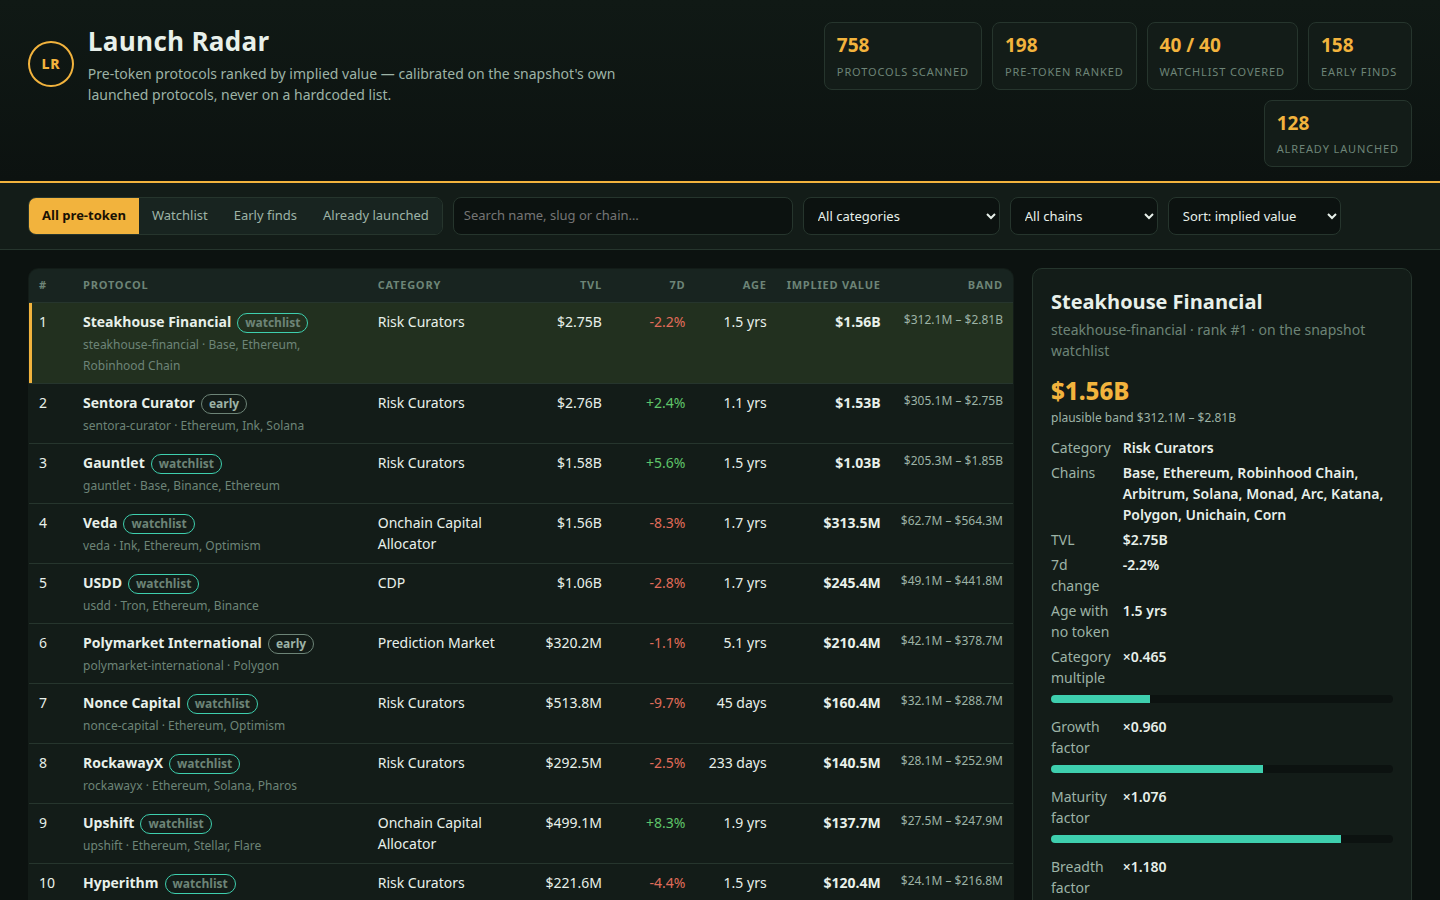 LR
Launch Radar
Pre-token protocols ranked by implied value — calibrated on the snapshot's own
launched protocols, never on a hardcoded list.
758
PROTOCOLS SCANNED
198
PRE-TOKEN RANKED
40 / 40
WATCHLIST COVERED
158
EARLY FINDS
128
ALREADY LAUNCHED
All pre-token Watchlist Early finds Already launched Search name, slug or chain... All categories All chains Sort: implied value
# PROTOCOL CATEGORY TVL 7D AGE IMPLIED VALUE BAND
1 Steakhouse Financial watchlist Risk Curators $2.75B -2.2% 1.5 yrs $1.56B $312.1M – $2.81B
steakhouse-financial · Base, Ethereum,
Robinhood Chain
2 Sentora Curator early Risk Curators $2.76B +2.4% 1.1 yrs $1.53B $305.1M – $2.75B
sentora-curator · Ethereum, Ink, Solana
3 Gauntlet watchlist Risk Curators $1.58B +5.6% 1.5 yrs $1.03B $205.3M – $1.85B
gauntlet · Base, Binance, Ethereum
4 Veda watchlist Onchain Capital $1.56B -8.3% 1.7 yrs $313.5M $62.7M – $564.3M
veda · Ink, Ethereum, Optimism Allocator
5 USDD watchlist CDP $1.06B -2.8% 1.7 yrs $245.4M $49.1M – $441.8M
usdd · Tron, Ethereum, Binance
6 Polymarket International early Prediction Market $320.2M -1.1% 5.1 yrs $210.4M $42.1M – $378.7M
polymarket-international · Polygon
7 Nonce Capital watchlist Risk Curators $513.8M -9.7% 45 days $160.4M $32.1M – $288.7M
nonce-capital · Ethereum, Optimism
8 RockawayX watchlist Risk Curators $292.5M -2.5% 233 days $140.5M $28.1M – $252.9M
rockawayx · Ethereum, Solana, Pharos
9 Upshift watchlist Onchain Capital $499.1M +8.3% 1.9 yrs $137.7M $27.5M – $247.9M
upshift · Ethereum, Stellar, Flare Allocator
10 Hyperithm watchlist Risk Curators $221.6M -4.4% 1.5 yrs $120.4M $24.1M – $216.8M
Steakhouse Financial
steakhouse-financial · rank #1 · on the snapshot
watchlist
$1.56B
plausible band $312.1M – $2.81B
Category Risk Curators
Chains Base, Ethereum, Robinhood Chain,
Arbitrum, Solana, Monad, Arc, Katana,
Polygon, Unichain, Corn
TVL $2.75B
7d -2.2%
change
Age with 1.5 yrs
no token
Category ×0.465
multiple
Growth ×0.960
factor
Maturity ×1.076
factor
Breadth ×1.180
factor